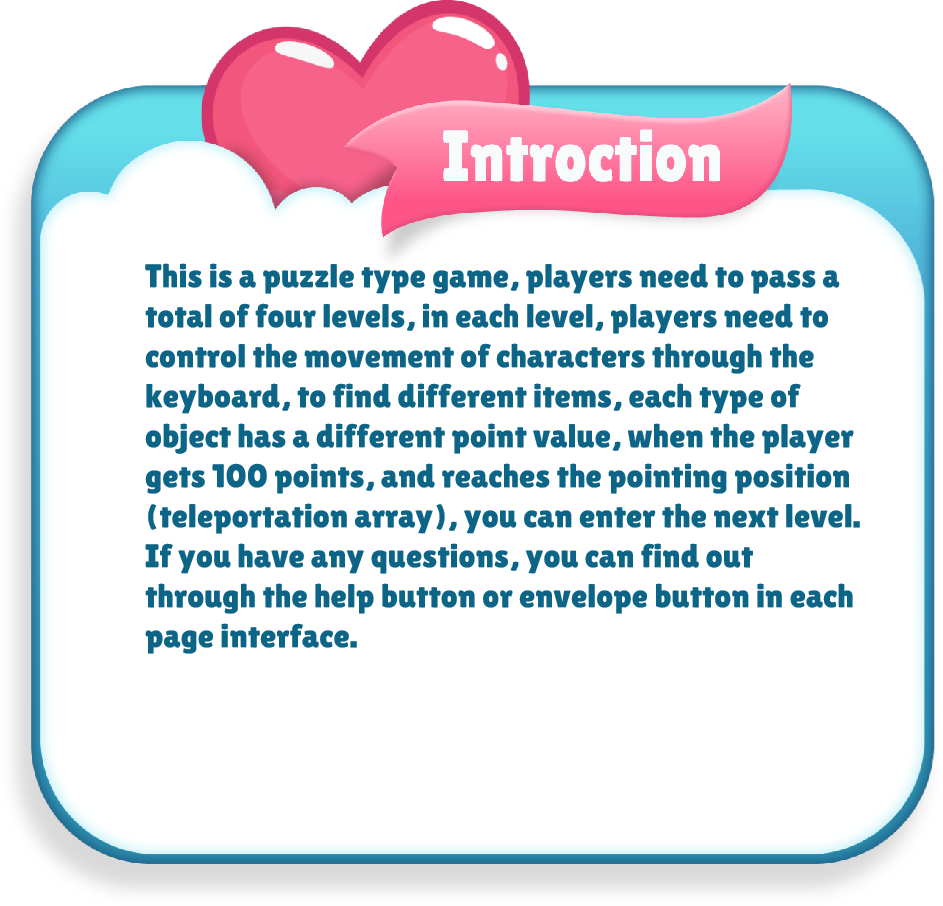 Introction
This is a puzzle type game, players need to pass a
total of four levels, in each level, players need to
control the movement of characters through the
keyboard, to find different items, each type of
object has a different point value, when the player
gets 100 points, and reaches the pointing position
(teleportation array), you can enter the next level.
If you have any questions, you can find out
through the help button or envelope button in each
page interface.